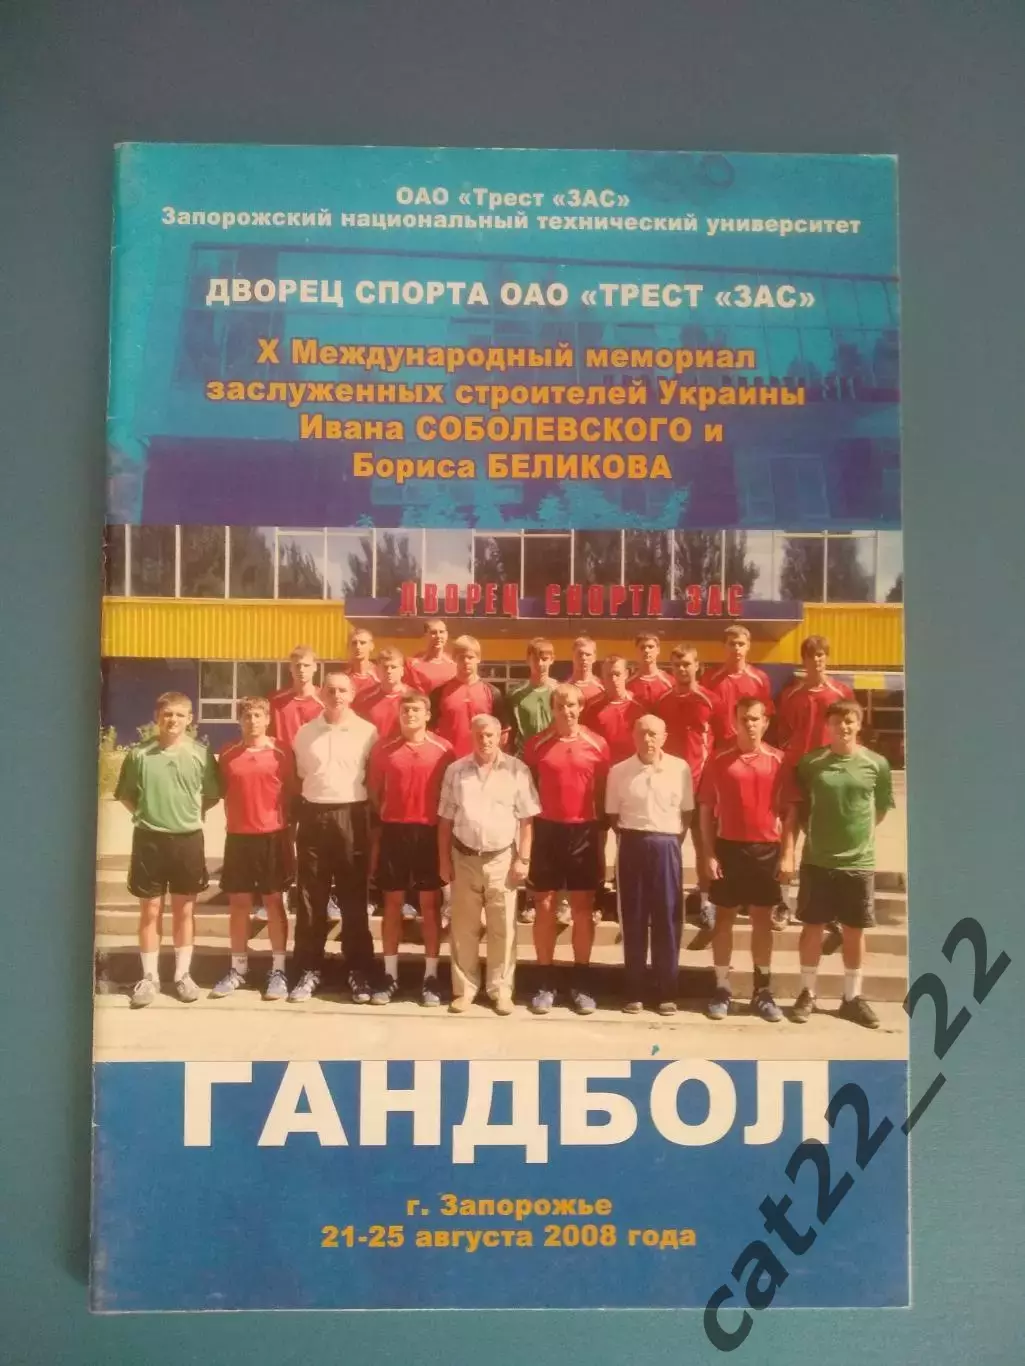 ОАО «Трест «ЗАС»
Запорожский национальный технический университет
ДВОРЕЦ СПОРТА ОАО «ТРЕСТ «ЗАС»
X Международный мемориал
заслуженных строителей Украины
Ивана СОБОЛЕВСКОГО и
Бориса БЕЛИКОВА
ДВОРЕЦ СПОРТА ЗАС
ГАНДБОЛ
г. Запорожье
21-25 августа 2008 года
cat22_22